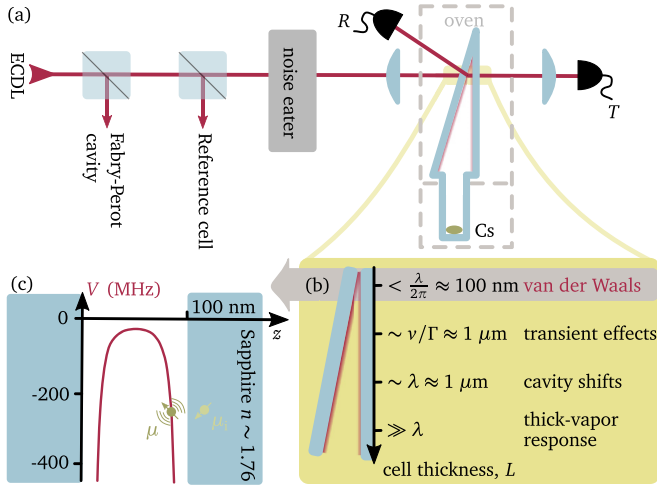 (a)
ECDL
Fabry-Perot
cavity
Reference cell
noise eater
R
oven
T
Cs
(b)
< λ/2π ≈ 100 nm van der Waals
∼ v/Γ ≈ 1 μm transient effects
∼ λ ≈ 1 μm cavity shifts
≫ λ thick-vapor
response
cell thickness, L
(c)
V (MHz)
100 nm
0
z
-200
-400
μ
μᵢ
Sapphire n ∼ 1.76